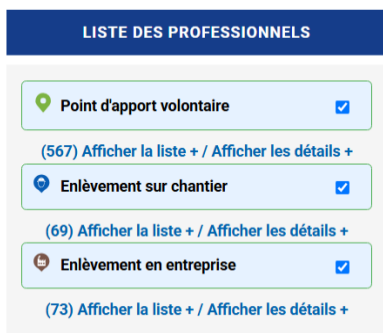 LISTE DES PROFESSIONNELS
Point d'apport volontaire
(567) Afficher la liste + / Afficher les détails +
Enlèvement sur chantier
(69) Afficher la liste + / Afficher les détails +
Enlèvement en entreprise
(73) Afficher la liste + / Afficher les détails +